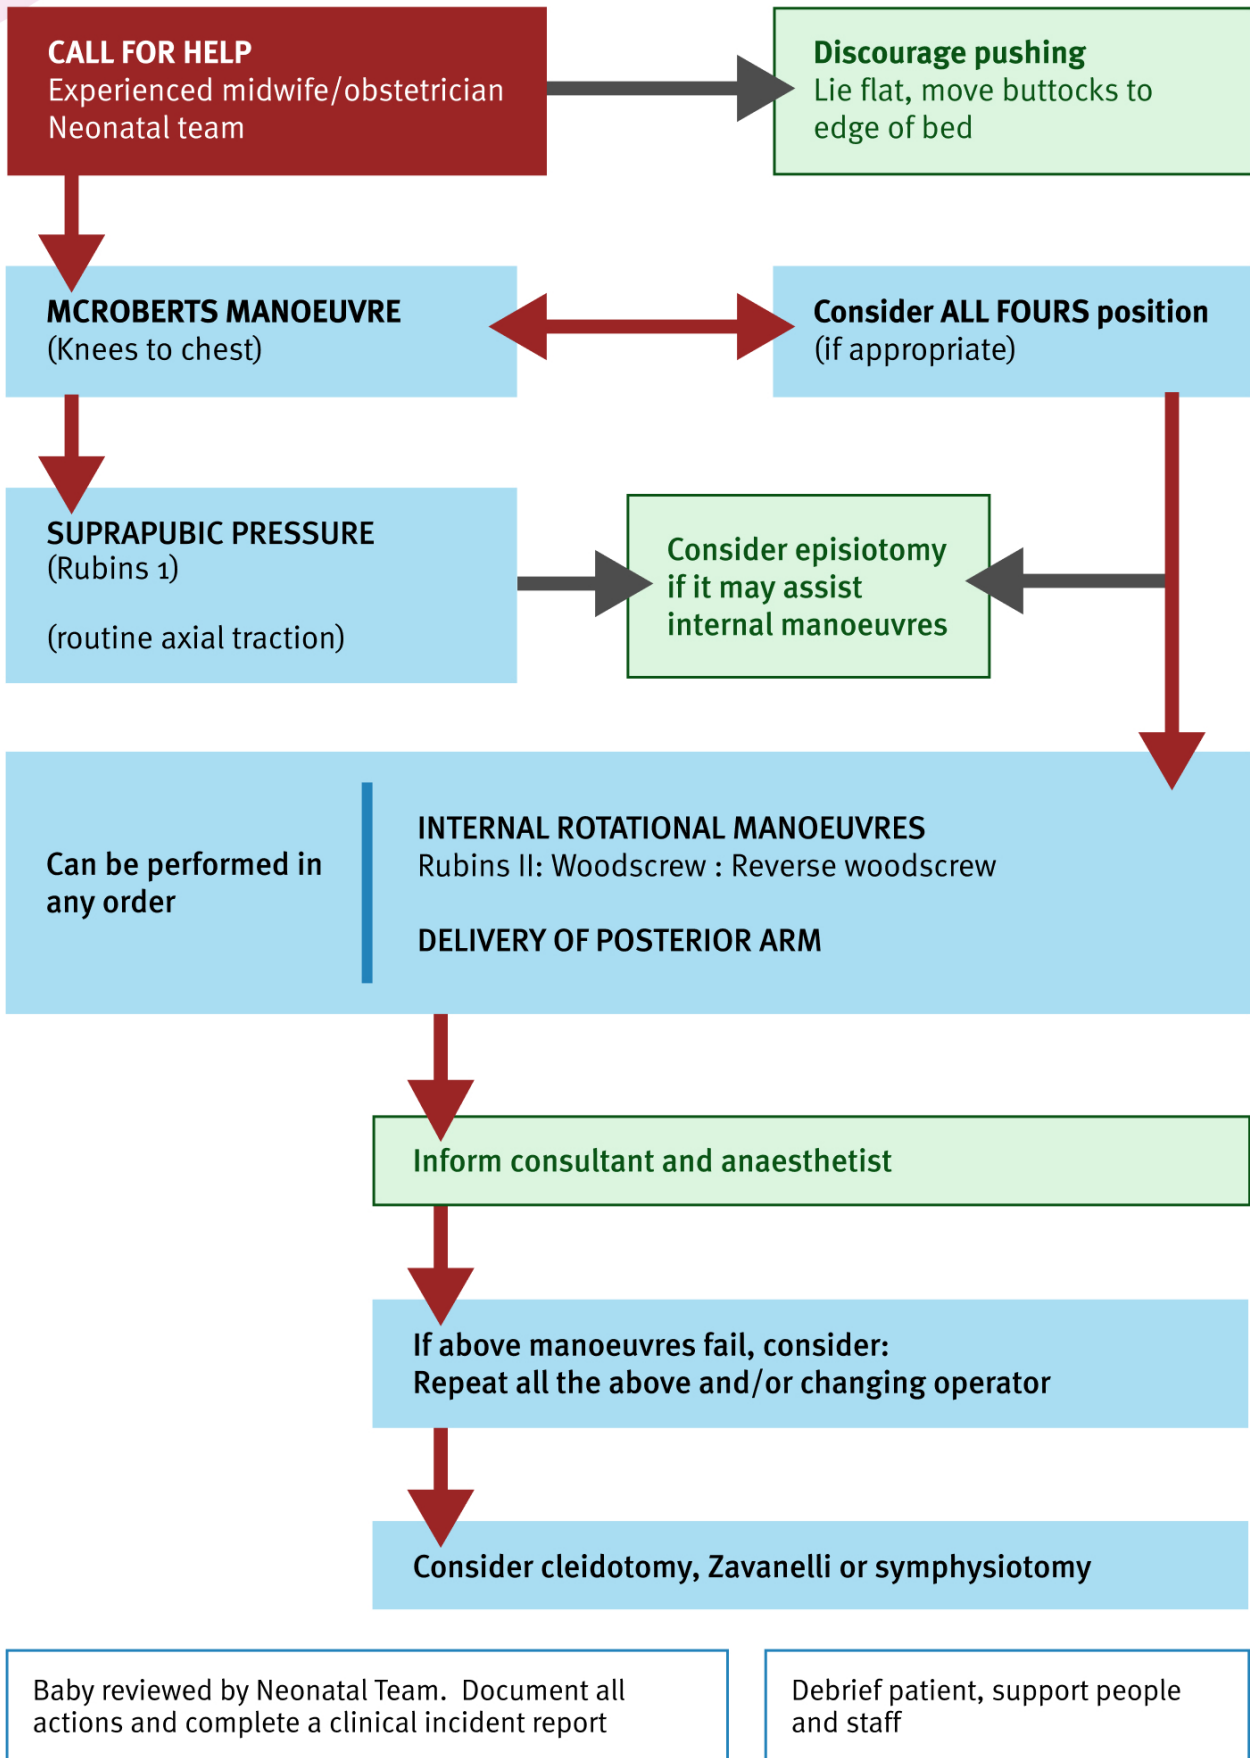 CALL FOR HELP
Experienced midwife/obstetrician
Neonatal team
Discourage pushing
Lie flat, move buttocks to
edge of bed
MCROBERTS MANOEUVRE
(Knees to chest)
Consider ALL FOURS position
(if appropriate)
SUPRAPUBIC PRESSURE
(Rubins 1)
(routine axial traction)
Consider episiotomy
if it may assist
internal manoeuvres
Can be performed in
any order
INTERNAL ROTATIONAL MANOEUVRES
Rubins II: Woodscrew : Reverse woodscrew
DELIVERY OF POSTERIOR ARM
Inform consultant and anaesthetist
If above manoeuvres fail, consider:
Repeat all the above and/or changing operator
Consider cleidotomy, Zavanelli or symphysiotomy
Baby reviewed by Neonatal Team.  Document all
actions and complete a clinical incident report
Debrief patient, support people
and staff